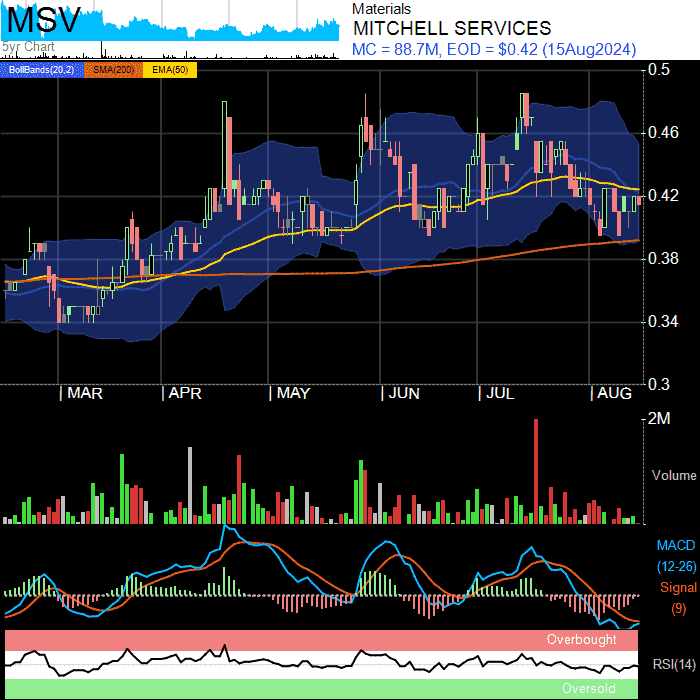 MSV
5yr Chart
Materials
MITCHELL SERVICES
MC = 88.7M, EOD = $0.42 (15Aug2024)
BollBands(20,2) SMA(200) EMA(50)
0.5
0.46
0.42
0.38
0.34
0.3
MAR APR MAY JUN JUL AUG
2M
Volume
MACD
(12-26)
Signal
(9)
Overbought
RSI(14)
Oversold